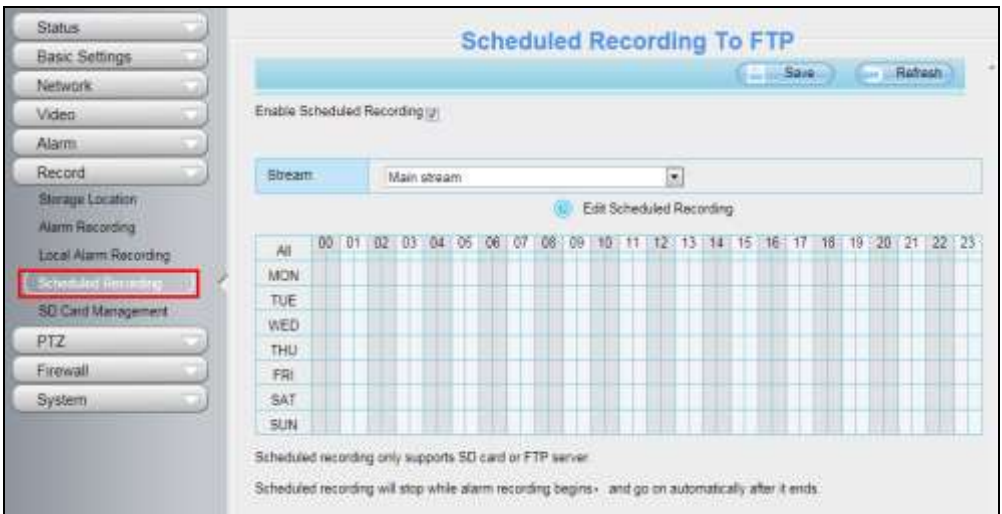 Status
Basic Settings
Network
Video
Alarm
Record
Storage Location
Alarm Recording
Local Alarm Recording
Scheduled Recording
SD Card Management
PTZ
Firewall
System
Scheduled Recording To FTP
Save Refresh
Enable Scheduled Recording
Stream Main stream
Edit Scheduled Recording
All 00 01 02 03 04 05 06 07 08 09 10 11 12 13 14 15 16 17 18 19 20 21 22 23
MON
TUE
WED
THU
FRI
SAT
SUN
Scheduled recording only supports SD card or FTP server
Scheduled recording will stop while alarm recording begins, and go on automatically after it ends.